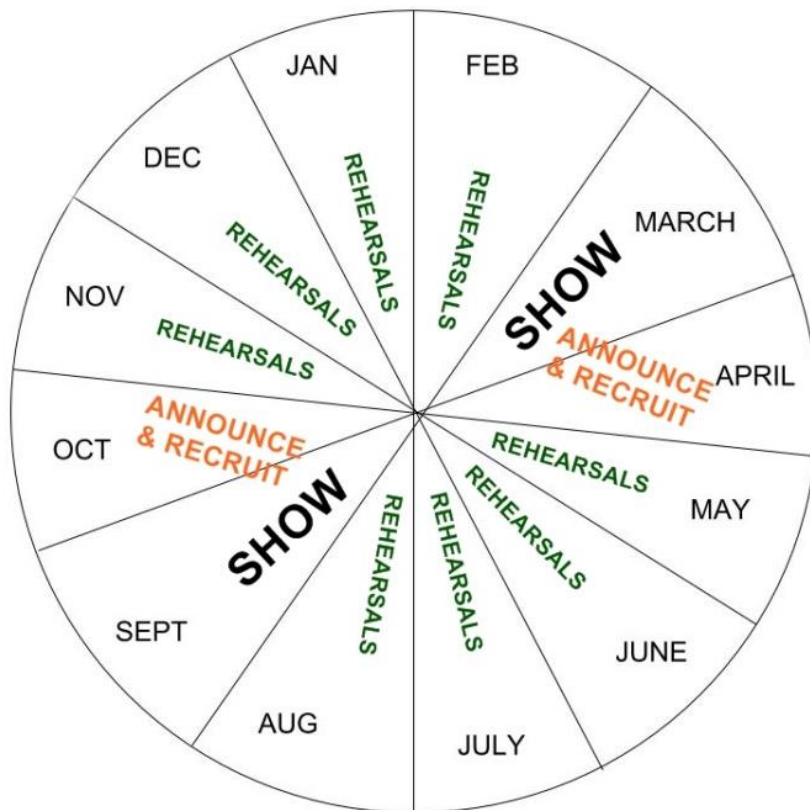 JAN
REHEARSALS
FEB
REHEARSALS
MARCH
SHOW
APRIL
ANNOUNCE
& RECRUIT
MAY
REHEARSALS
JUNE
REHEARSALS
JULY
REHEARSALS
AUG
REHEARSALS
SEPT
SHOW
OCT
ANNOUNCE
& RECRUIT
NOV
REHEARSALS
DEC
REHEARSALS